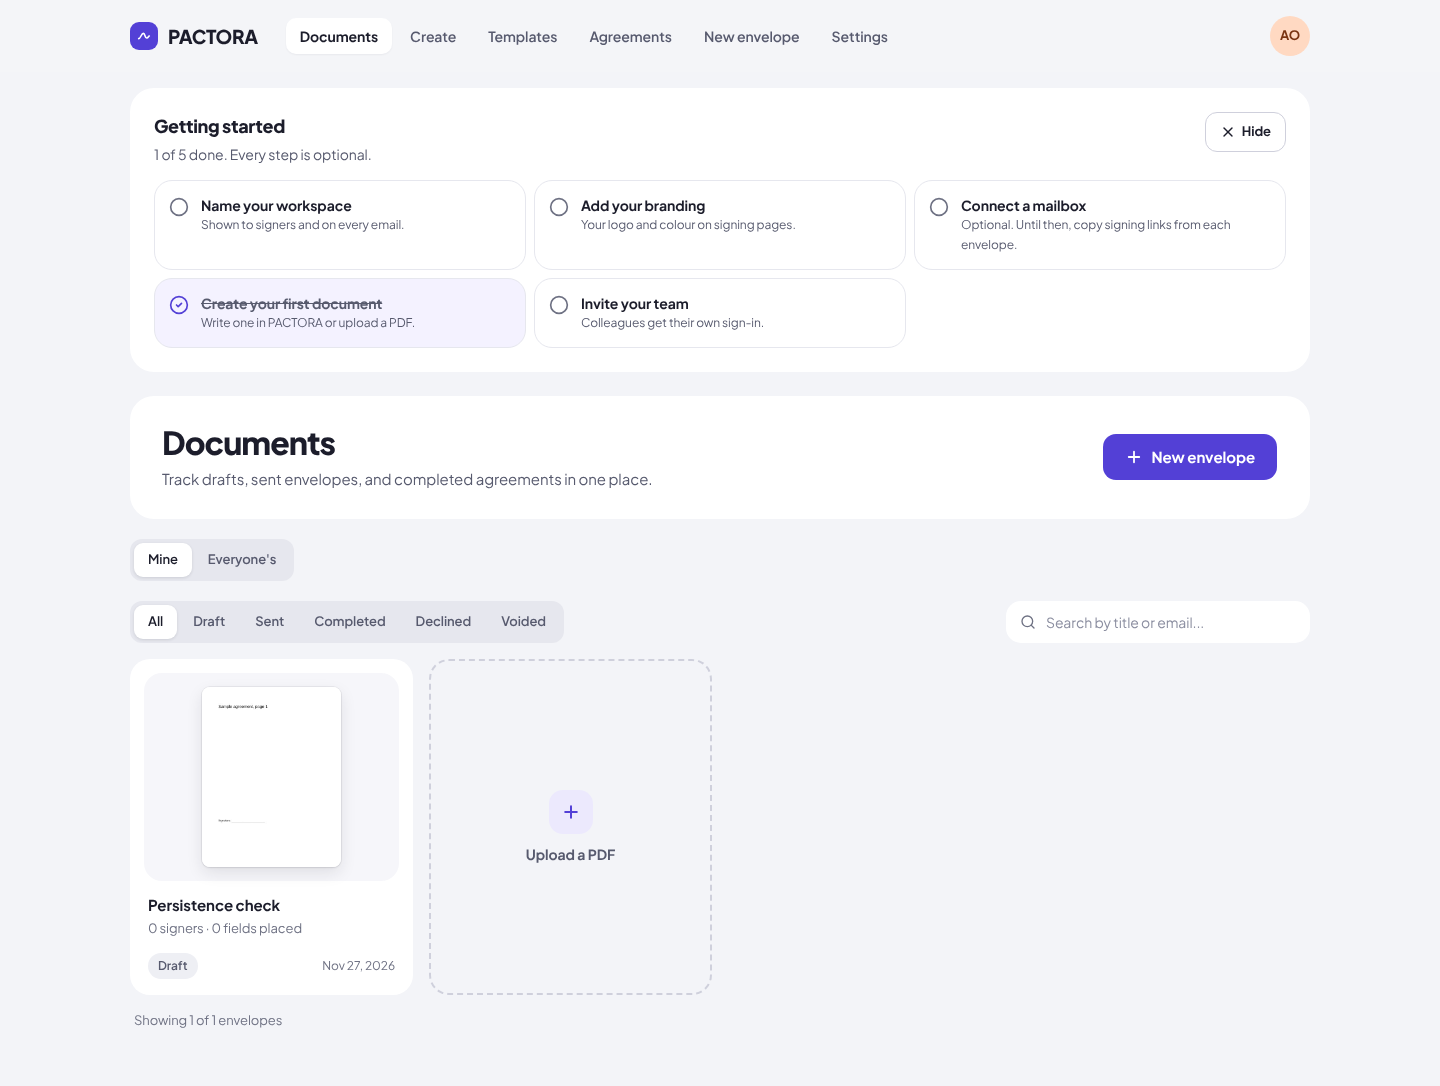 PACTORA
Documents
Create
Templates
Agreements
New envelope
Settings
AO
Getting started
1 of 5 done. Every step is optional.
Hide
Name your workspace
Shown to signers and on every email.
Add your branding
Your logo and colour on signing pages.
Connect a mailbox
Optional. Until then, copy signing links from each
envelope.
Create your first document
Write one in PACTORA or upload a PDF.
Invite your team
Colleagues get their own sign-in.
Documents
Track drafts, sent envelopes, and completed agreements in one place.
New envelope
Mine
Everyone's
All
Draft
Sent
Completed
Declined
Voided
Search by title or email...
Sample agreement, page 1
Upload a PDF
Persistence check
0 signers · 0 fields placed
Draft
Nov 27, 2026
Showing 1 of 1 envelopes